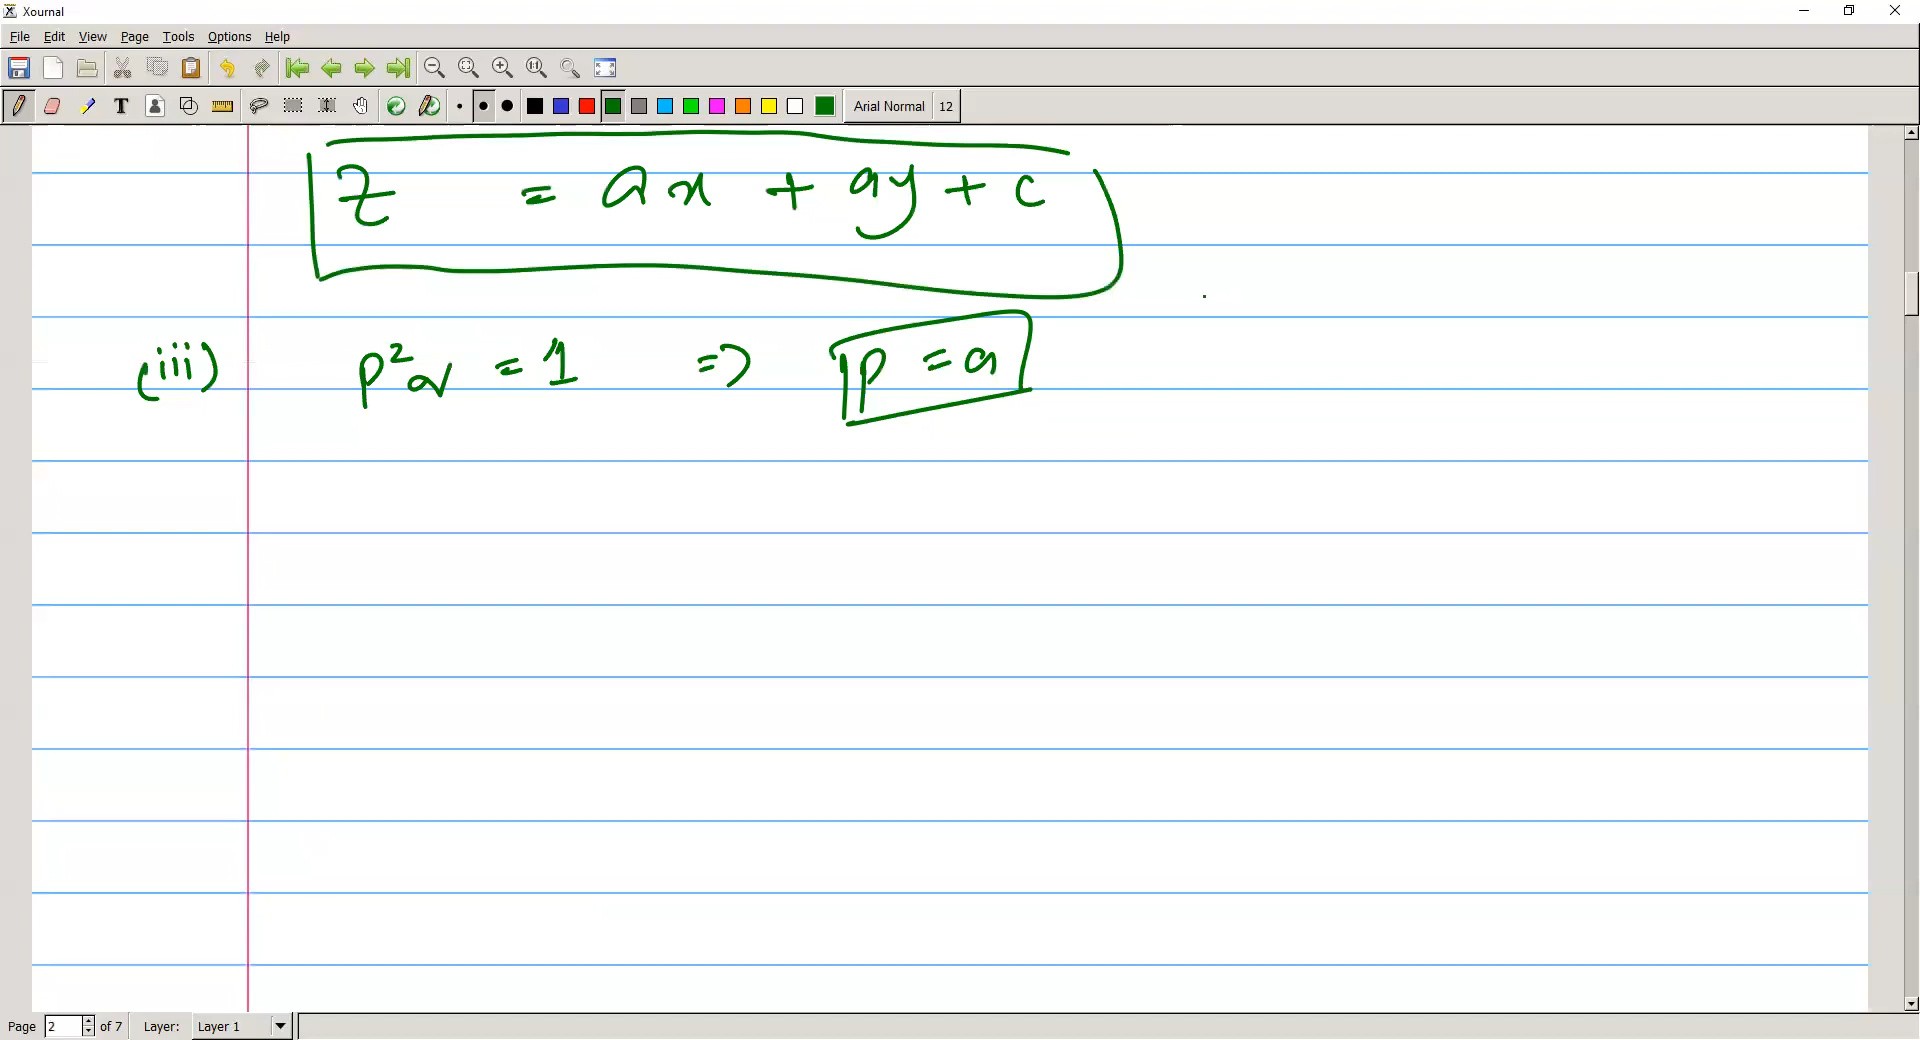 Xournal
File Edit View Page Tools Options Help
T Arial Normal 12
z = ax + ay + c
(iii) p²q = 1 => p = a
Page 2 of 7 Layer: Layer 1